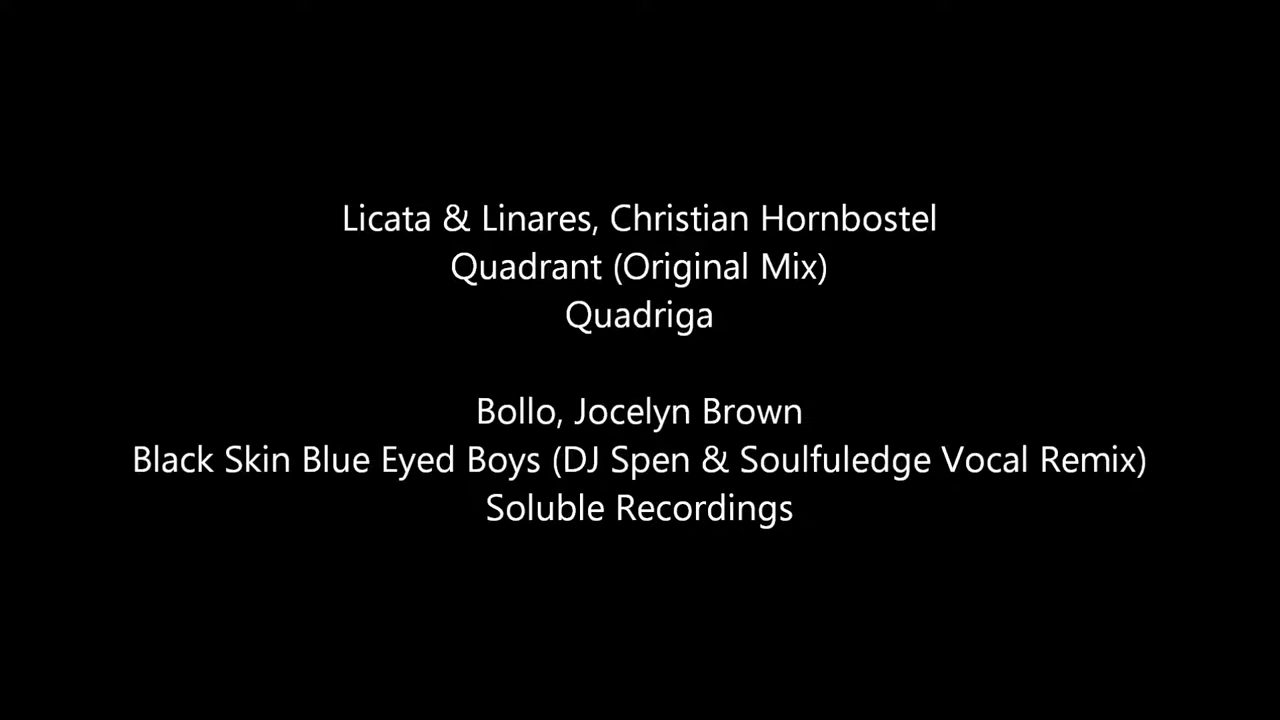 Licata & Linares, Christian Hornbostel
Quadrant (Original Mix)
Quadriga
Bollo, Jocelyn Brown
Black Skin Blue Eyed Boys (DJ Spen & Soulfuledge Vocal Remix)
Soluble Recordings